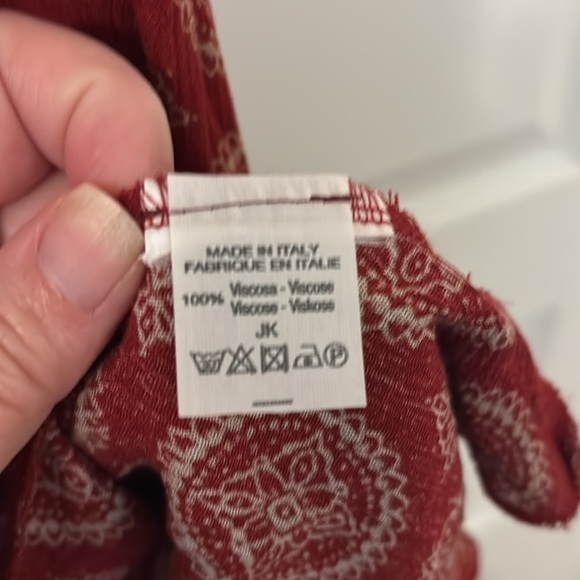 MADE IN ITALY
FABRIQUE EN ITALIE
100% Viscosa - Viscose
Viscose - Viskose
JK
P